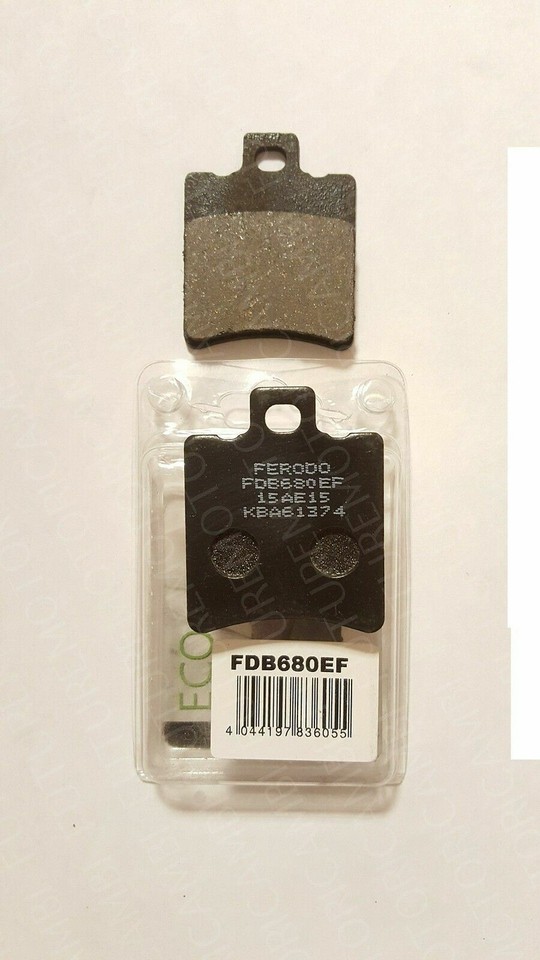 FERODO
FDB680EF
15AE15
KBA61374
ECO
FDB680EF
4 044197 836055